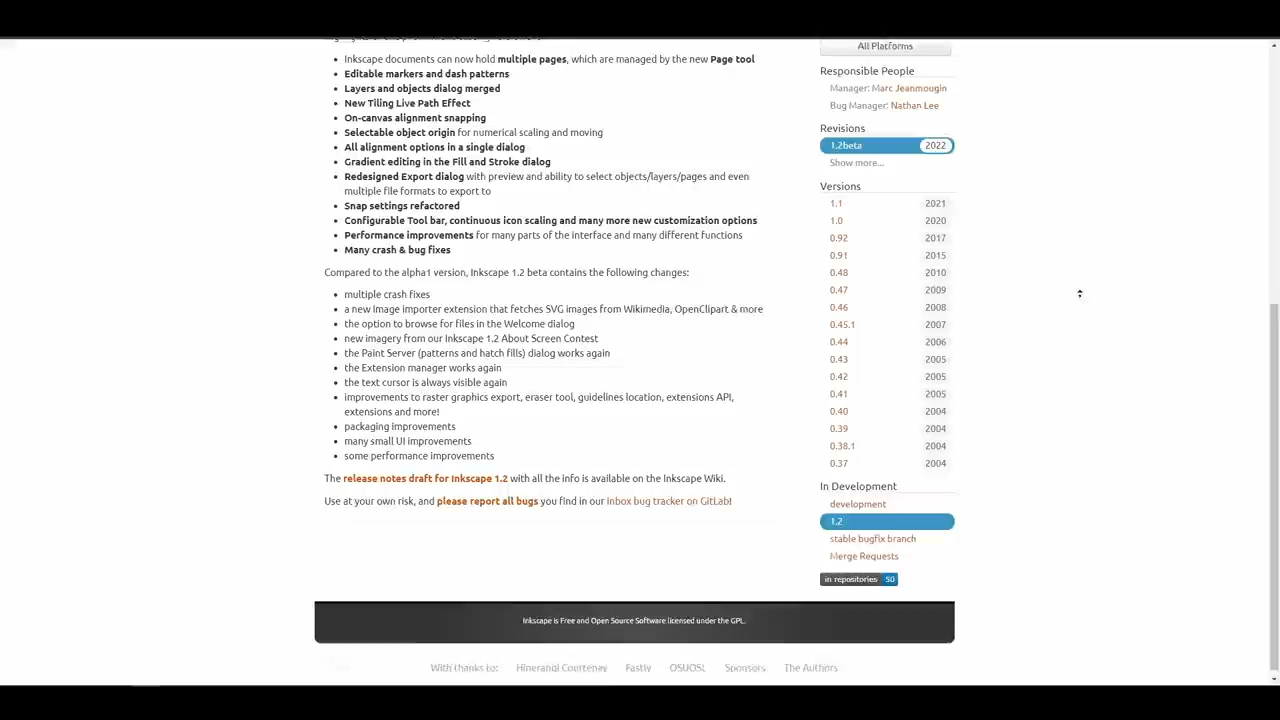 Inkscape documents can now hold multiple pages, which are managed by the new Page tool
Editable markers and dash patterns
Layers and objects dialog merged
New Tiling Live Path Effect
On-canvas alignment snapping
Selectable object origin for numerical scaling and moving
All alignment options in a single dialog
Gradient editing in the Fill and Stroke dialog
Redesigned Export dialog with preview and ability to select objects/layers/pages and even
multiple file formats to export to
Snap settings refactored
Configurable Tool bar, continuous icon scaling and many more new customization options
Performance improvements for many parts of the interface and many different functions
Many crash & bug fixes
Compared to the alpha1 version, Inkscape 1.2 beta contains the following changes:
multiple crash fixes
a new Image importer extension that fetches SVG images from Wikimedia, OpenClipart & more
the option to browse for files in the Welcome dialog
new imagery from our Inkscape 1.2 About Screen Contest
the Paint Server (patterns and hatch fills) dialog works again
the Extension manager works again
the text cursor is always visible again
improvements to raster graphics export, eraser tool, guidelines location, extensions API,
extensions and more!
packaging improvements
many small UI improvements
some performance improvements
The release notes draft for Inkscape 1.2 with all the info is available on the Inkscape Wiki.
Use at your own risk, and please report all bugs you find in our inbox bug tracker on GitLab!
All Platforms
Responsible People
Manager: Marc Jeanmougin
Bug Manager: Nathan Lee
Revisions
1.2beta 2022
Show more...
Versions
1.1 2021
1.0 2020
0.92 2017
0.91 2015
0.48 2010
0.47 2009
0.46 2008
0.45.1 2007
0.44 2006
0.43 2005
0.42 2005
0.41 2005
0.40 2004
0.39 2004
0.38.1 2004
0.37 2004
In Development
development
1.2
stable bugfix branch
Merge Requests
in repositories 50
Inkscape is Free and Open Source Software licensed under the GPL.
With thanks to: Hinerangi Courtenay Fastly OSUOSL Sponsors The Authors